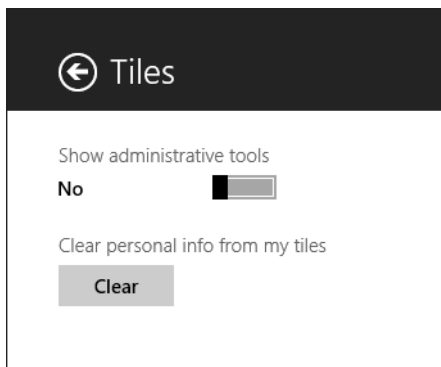 Tiles
Show administrative tools
No
Clear personal info from my tiles
Clear